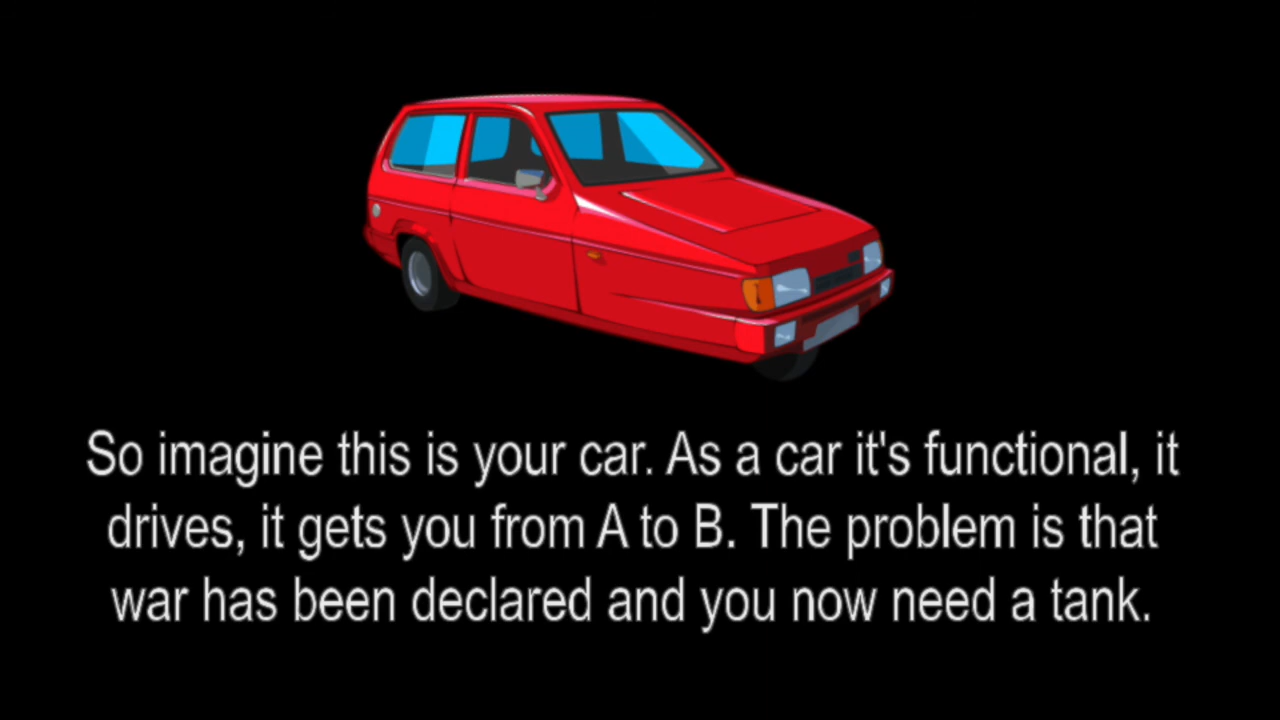 So imagine this is your car. As a car it's functional, it
drives, it gets you from A to B. The problem is that
war has been declared and you now need a tank.